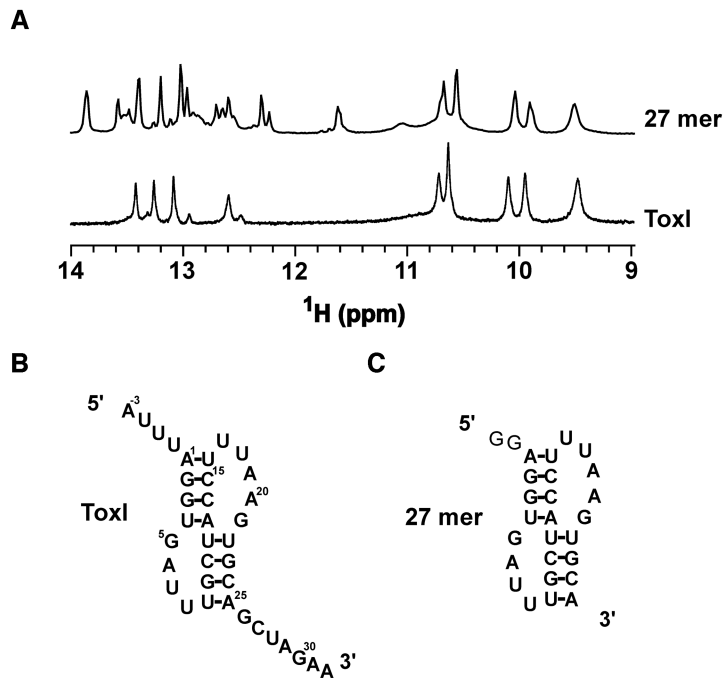 A
27 mer
ToxI
14 13 12 11 10 9
¹H (ppm)
B
5'
A⁻³
U
U
U U
A¹-U U
G-C¹⁵ A
G-C A²⁰
U-A G
ToxI
⁵G U-U
A C-G
U G-C
U U-A²⁵
G
C
U
A
G³⁰
A
A 3'
C
5'
GG U
A-U U
G-C A
G-C A
U-A G
27 mer
G U-U
A C-G
U G-C
U U-A
3'